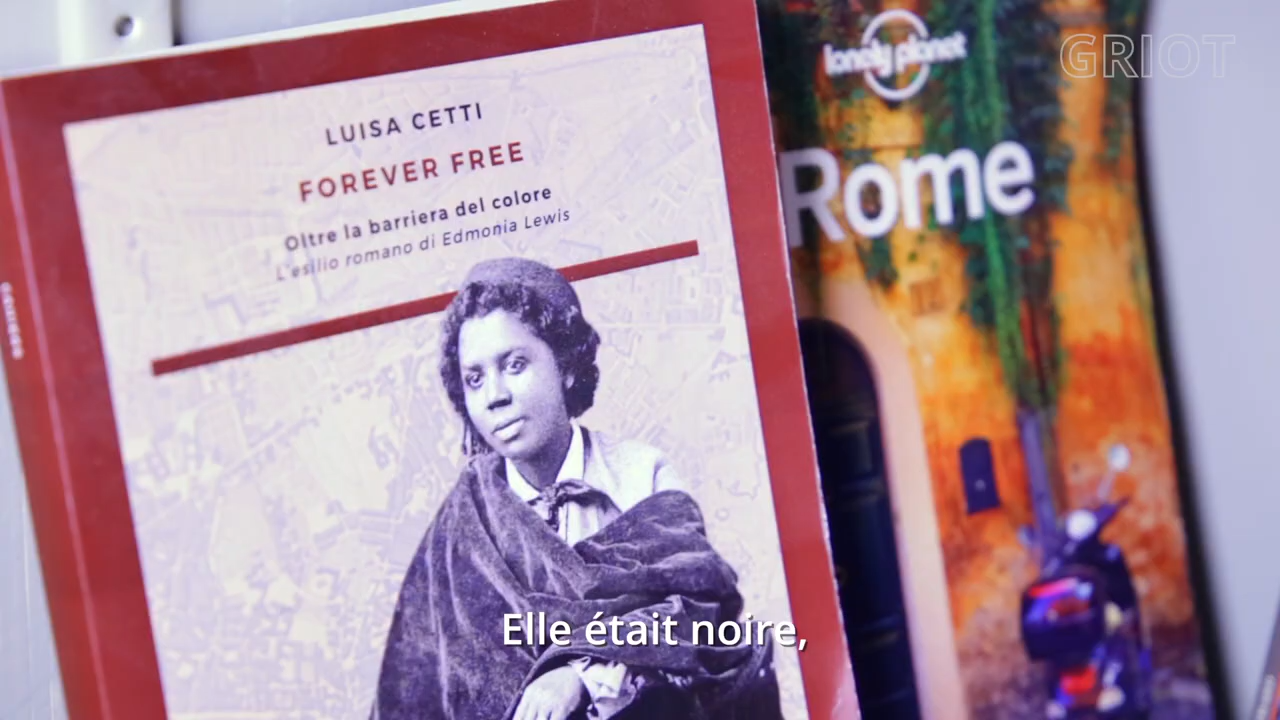 LUISA CETTI
FOREVER FREE
Oltre la barriera del colore
L'esilio romano di Edmonia Lewis
lonely planet
Rome
GRIOT
Elle était noire,